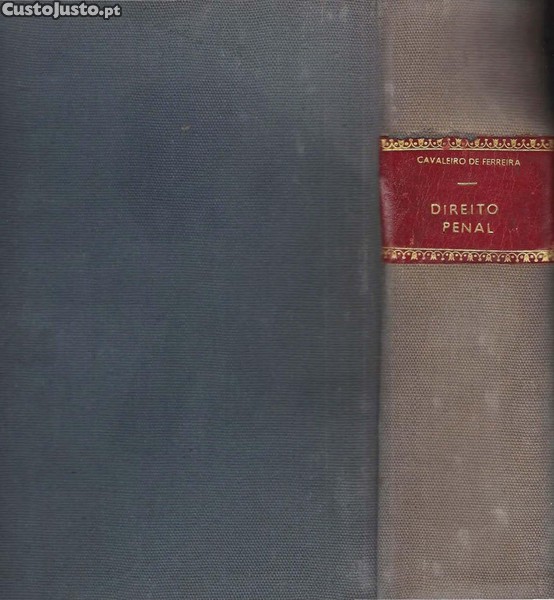 CustoJusto.pt
CAVALEIRO DE FERREIRA
DIREITO
PENAL